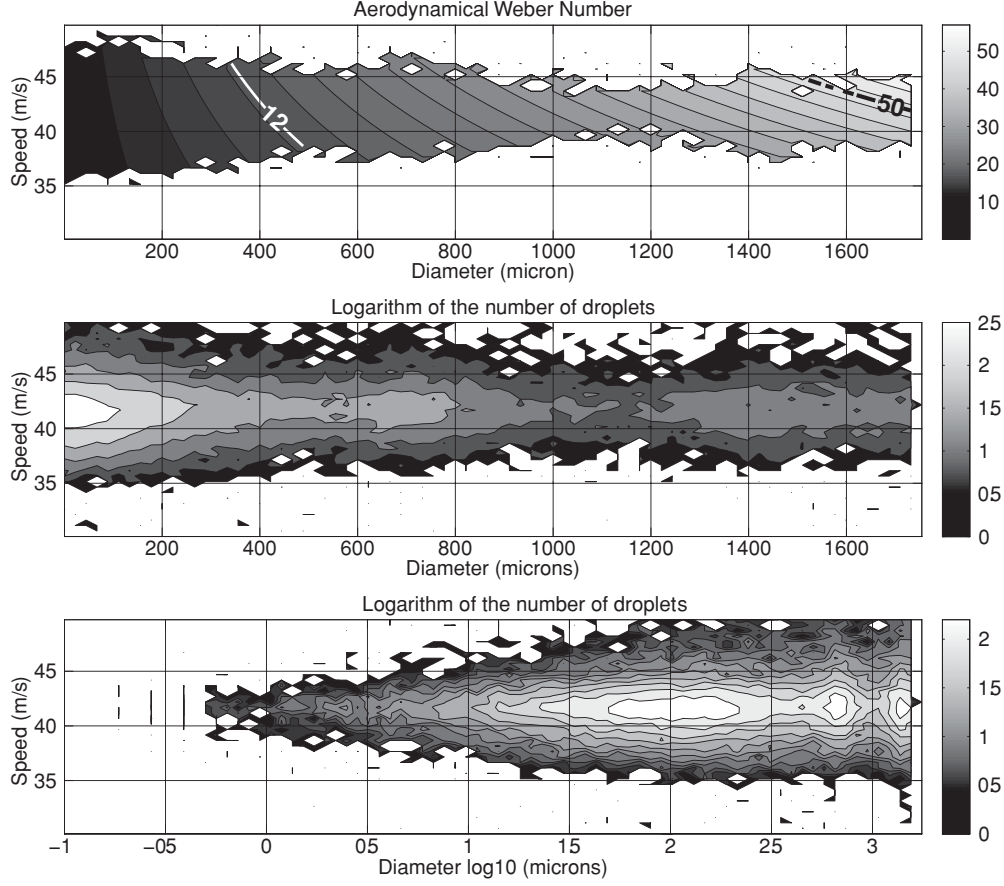 Aerodynamical Weber Number
Speed (m/s)
45
40
35
12
50
200 400 600 800 1000 1200 1400 1600
Diameter (micron)
50
40
30
20
10
Logarithm of the number of droplets
Speed (m/s)
45
40
35
200 400 600 800 1000 1200 1400 1600
Diameter (microns)
25
2
15
1
05
0
Logarithm of the number of droplets
Speed (m/s)
45
40
35
−1 −05 0 05 1 15 2 25 3
Diameter log10 (microns)
2
15
1
05
0